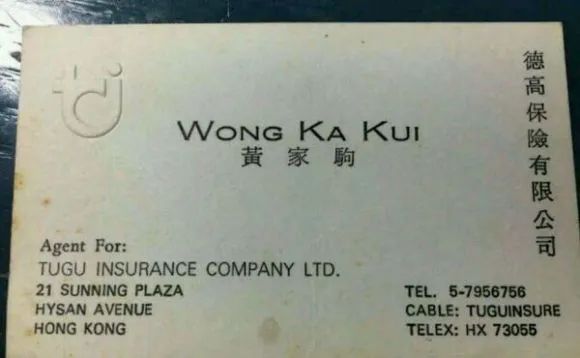 WONG KA KUI
黃家駒
德高保險有限公司
Agent For:
TUGU INSURANCE COMPANY LTD.
21 SUNNING PLAZA
HYSAN AVENUE
HONG KONG
TEL. 5-7956756
CABLE: TUGUINSURE
TELEX: HX 73055